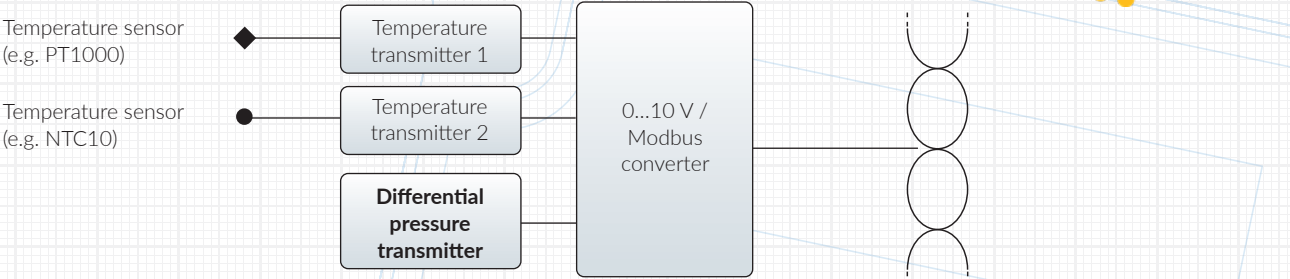 Temperature sensor
(e.g. PT1000)
Temperature
transmitter 1
Temperature sensor
(e.g. NTC10)
Temperature
transmitter 2
Differential
pressure
transmitter
0...10 V /
Modbus
converter